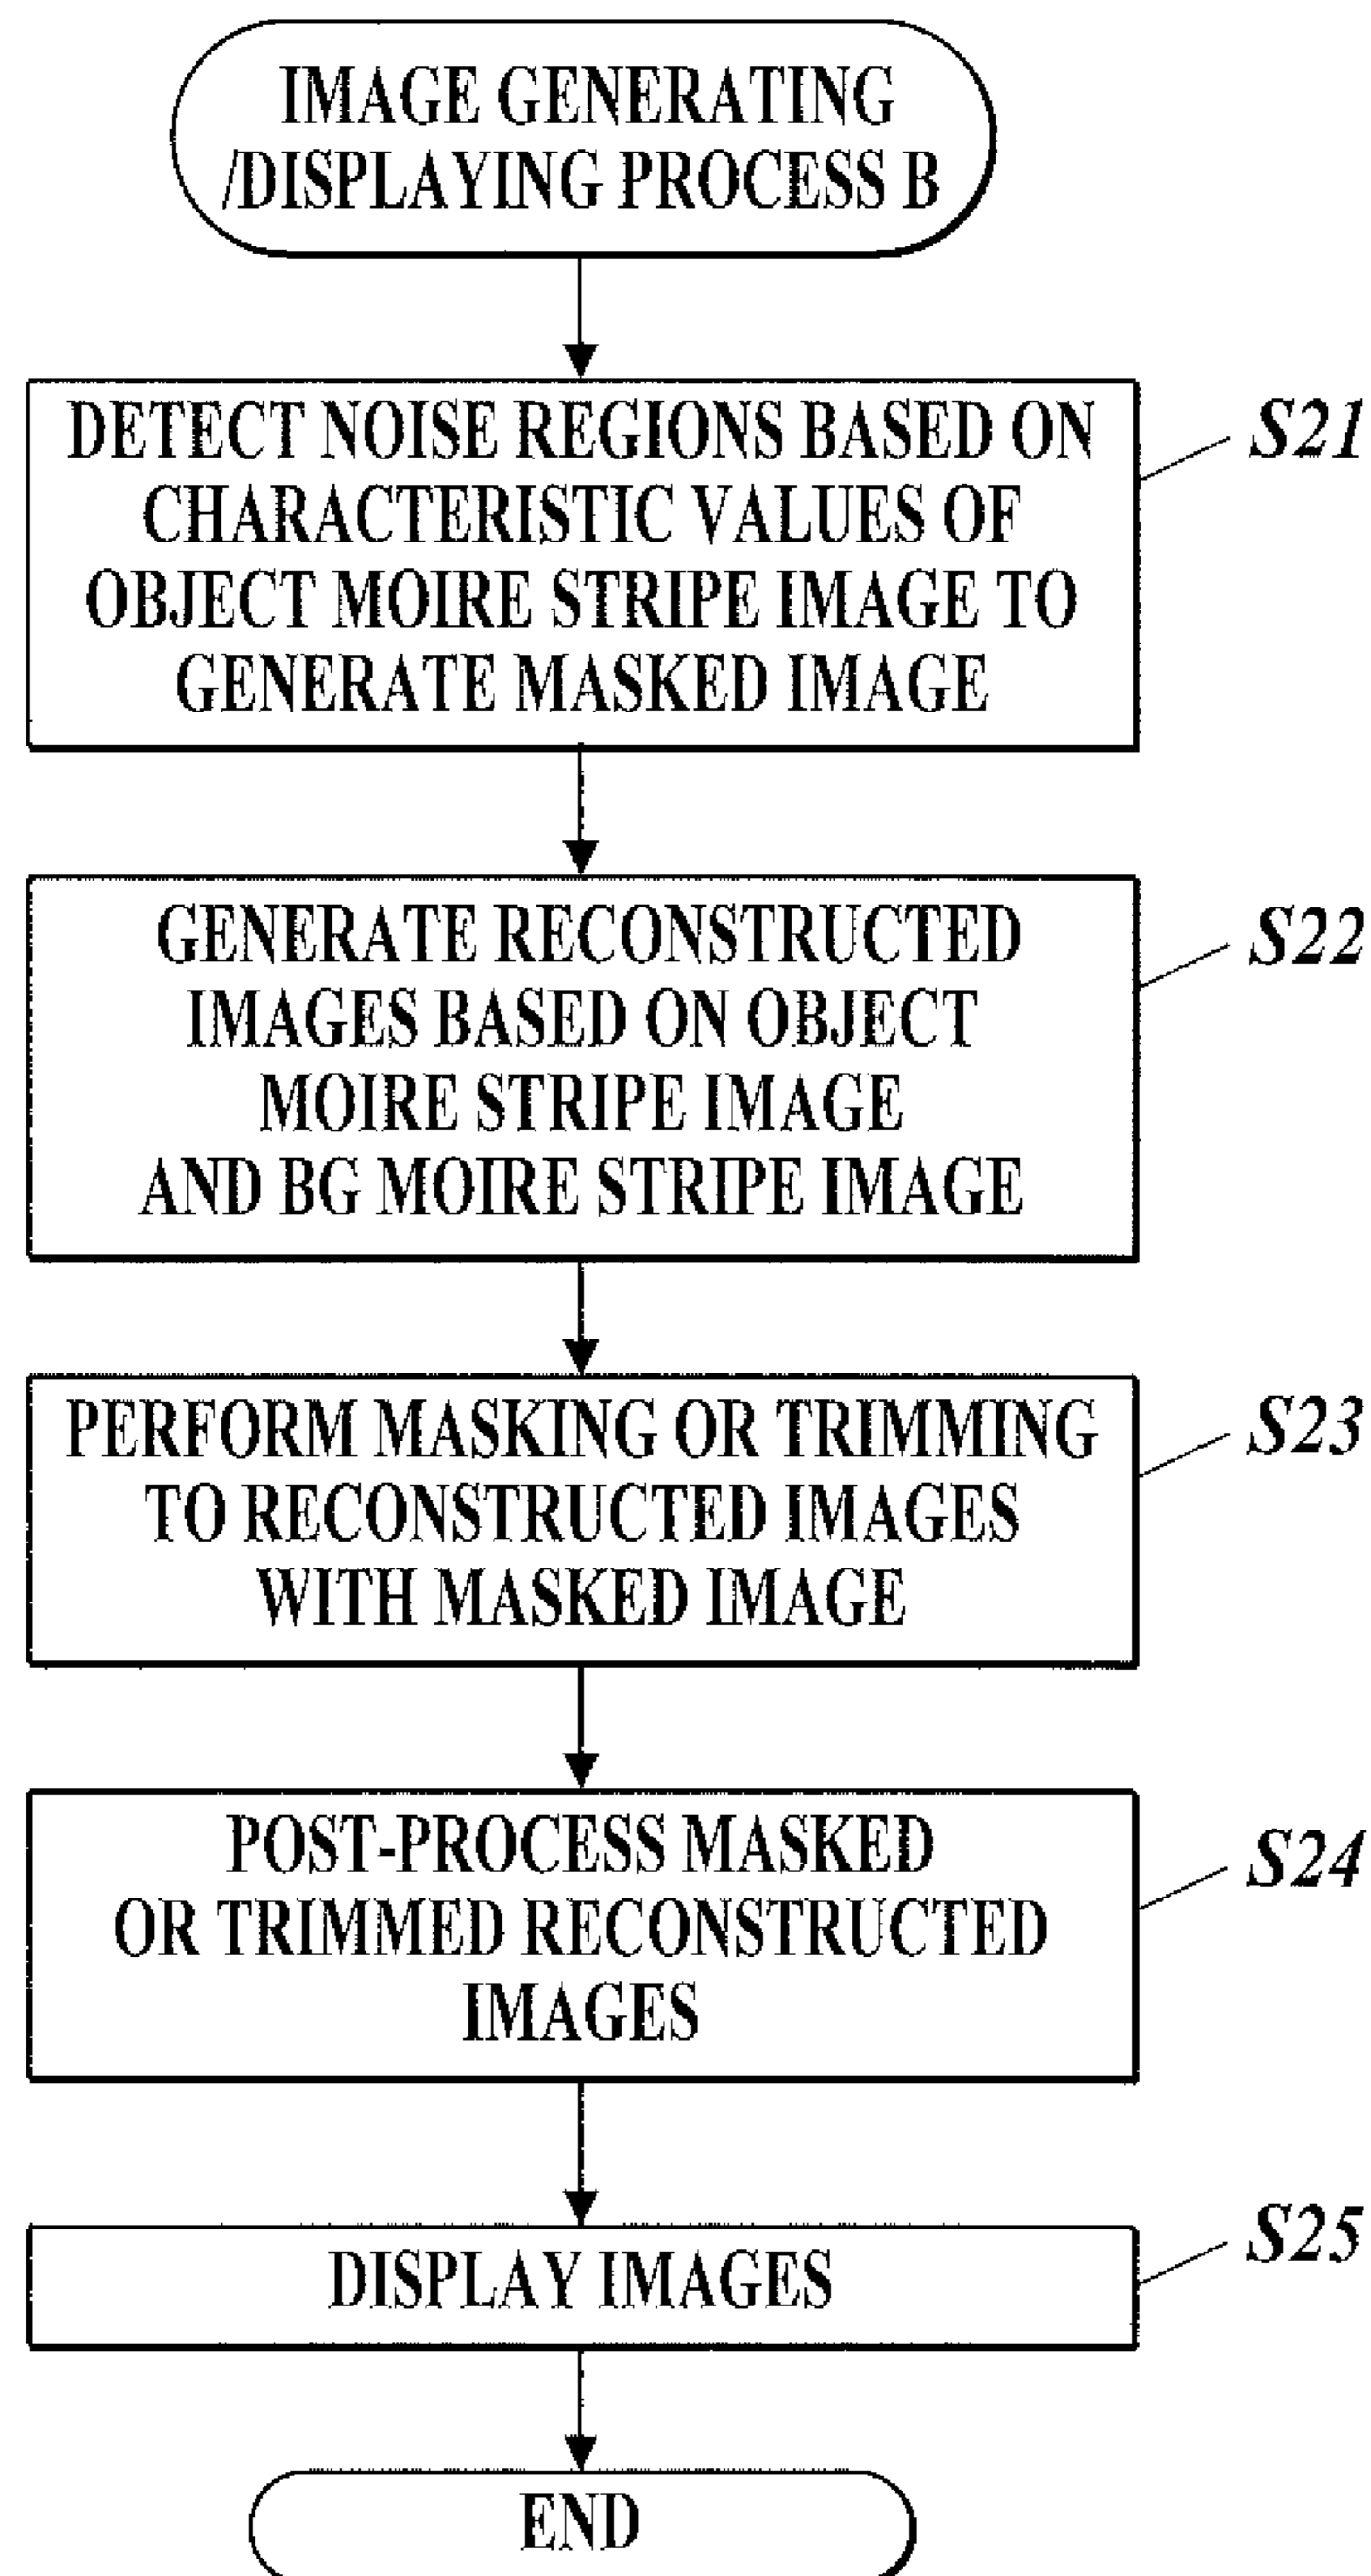 IMAGE GENERATING
/DISPLAYING PROCESS B
DETECT NOISE REGIONS BASED ON
CHARACTERISTIC VALUES OF
OBJECT MOIRE STRIPE IMAGE TO
GENERATE MASKED IMAGE
S21
GENERATE RECONSTRUCTED
IMAGES BASED ON OBJECT
MOIRE STRIPE IMAGE
AND BG MOIRE STRIPE IMAGE
S22
PERFORM MASKING OR TRIMMING
TO RECONSTRUCTED IMAGES
WITH MASKED IMAGE
S23
POST-PROCESS MASKED
OR TRIMMED RECONSTRUCTED
IMAGES
S24
DISPLAY IMAGES
S25
END